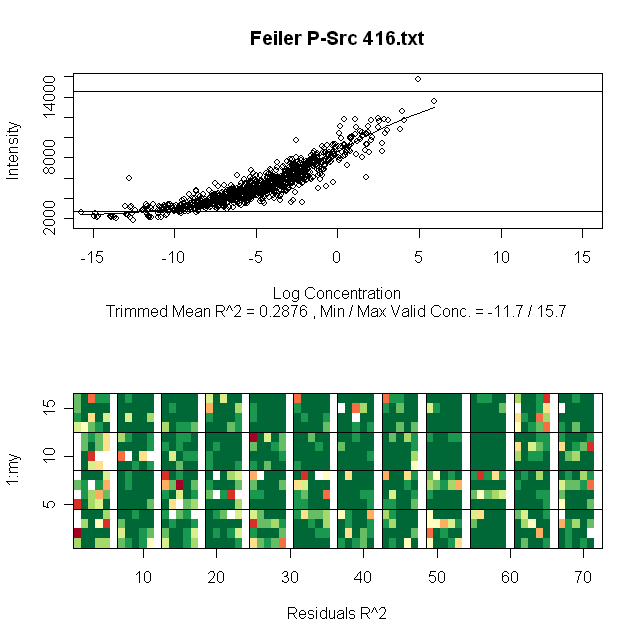 Feiler P-Src 416.txt
14000
8000
2000
Intensity
-15 -10 -5 0 5 10 15
Log Concentration
Trimmed Mean R^2 = 0.2876 , Min / Max Valid Conc. = -11.7 / 15.7
15
10
5
1:my
10 20 30 40 50 60 70
Residuals R^2